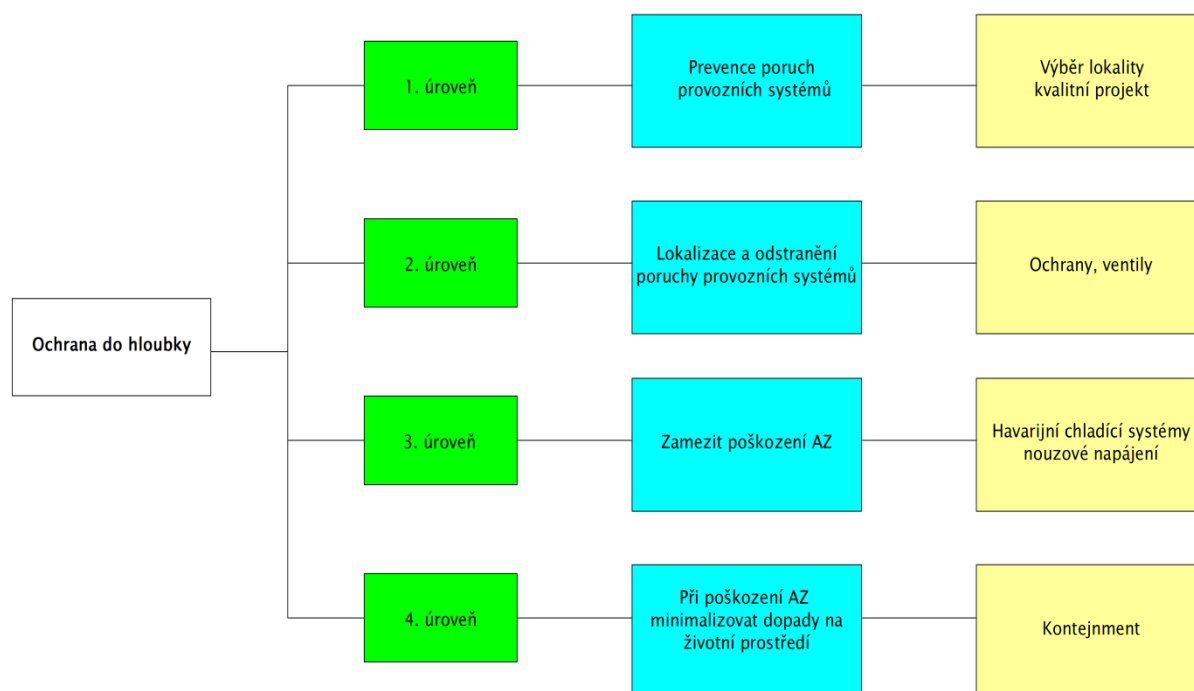 1. úroveň
Prevence poruch
provozních systémů
Výběr lokality
kvalitní projekt
2. úroveň
Lokalizace a odstranění
poruchy provozních systémů
Ochrany, ventily
Ochrana do hloubky
3. úroveň
Zamezit poškození AZ
Havarijní chladící systémy
nouzové napájení
4. úroveň
Při poškození AZ
minimalizovat dopady na
životní prostředí
Kontejnment